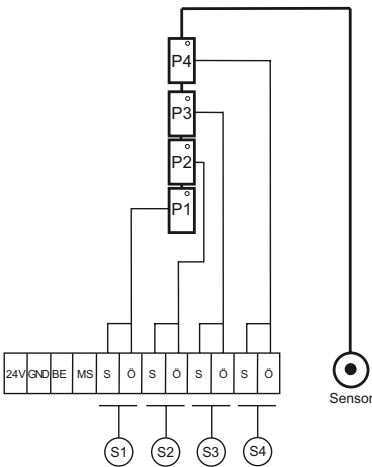 P4
P3
P2
P1
24V GND BE MS S Ö S Ö S Ö S Ö
Sensor
S1 S2 S3 S4